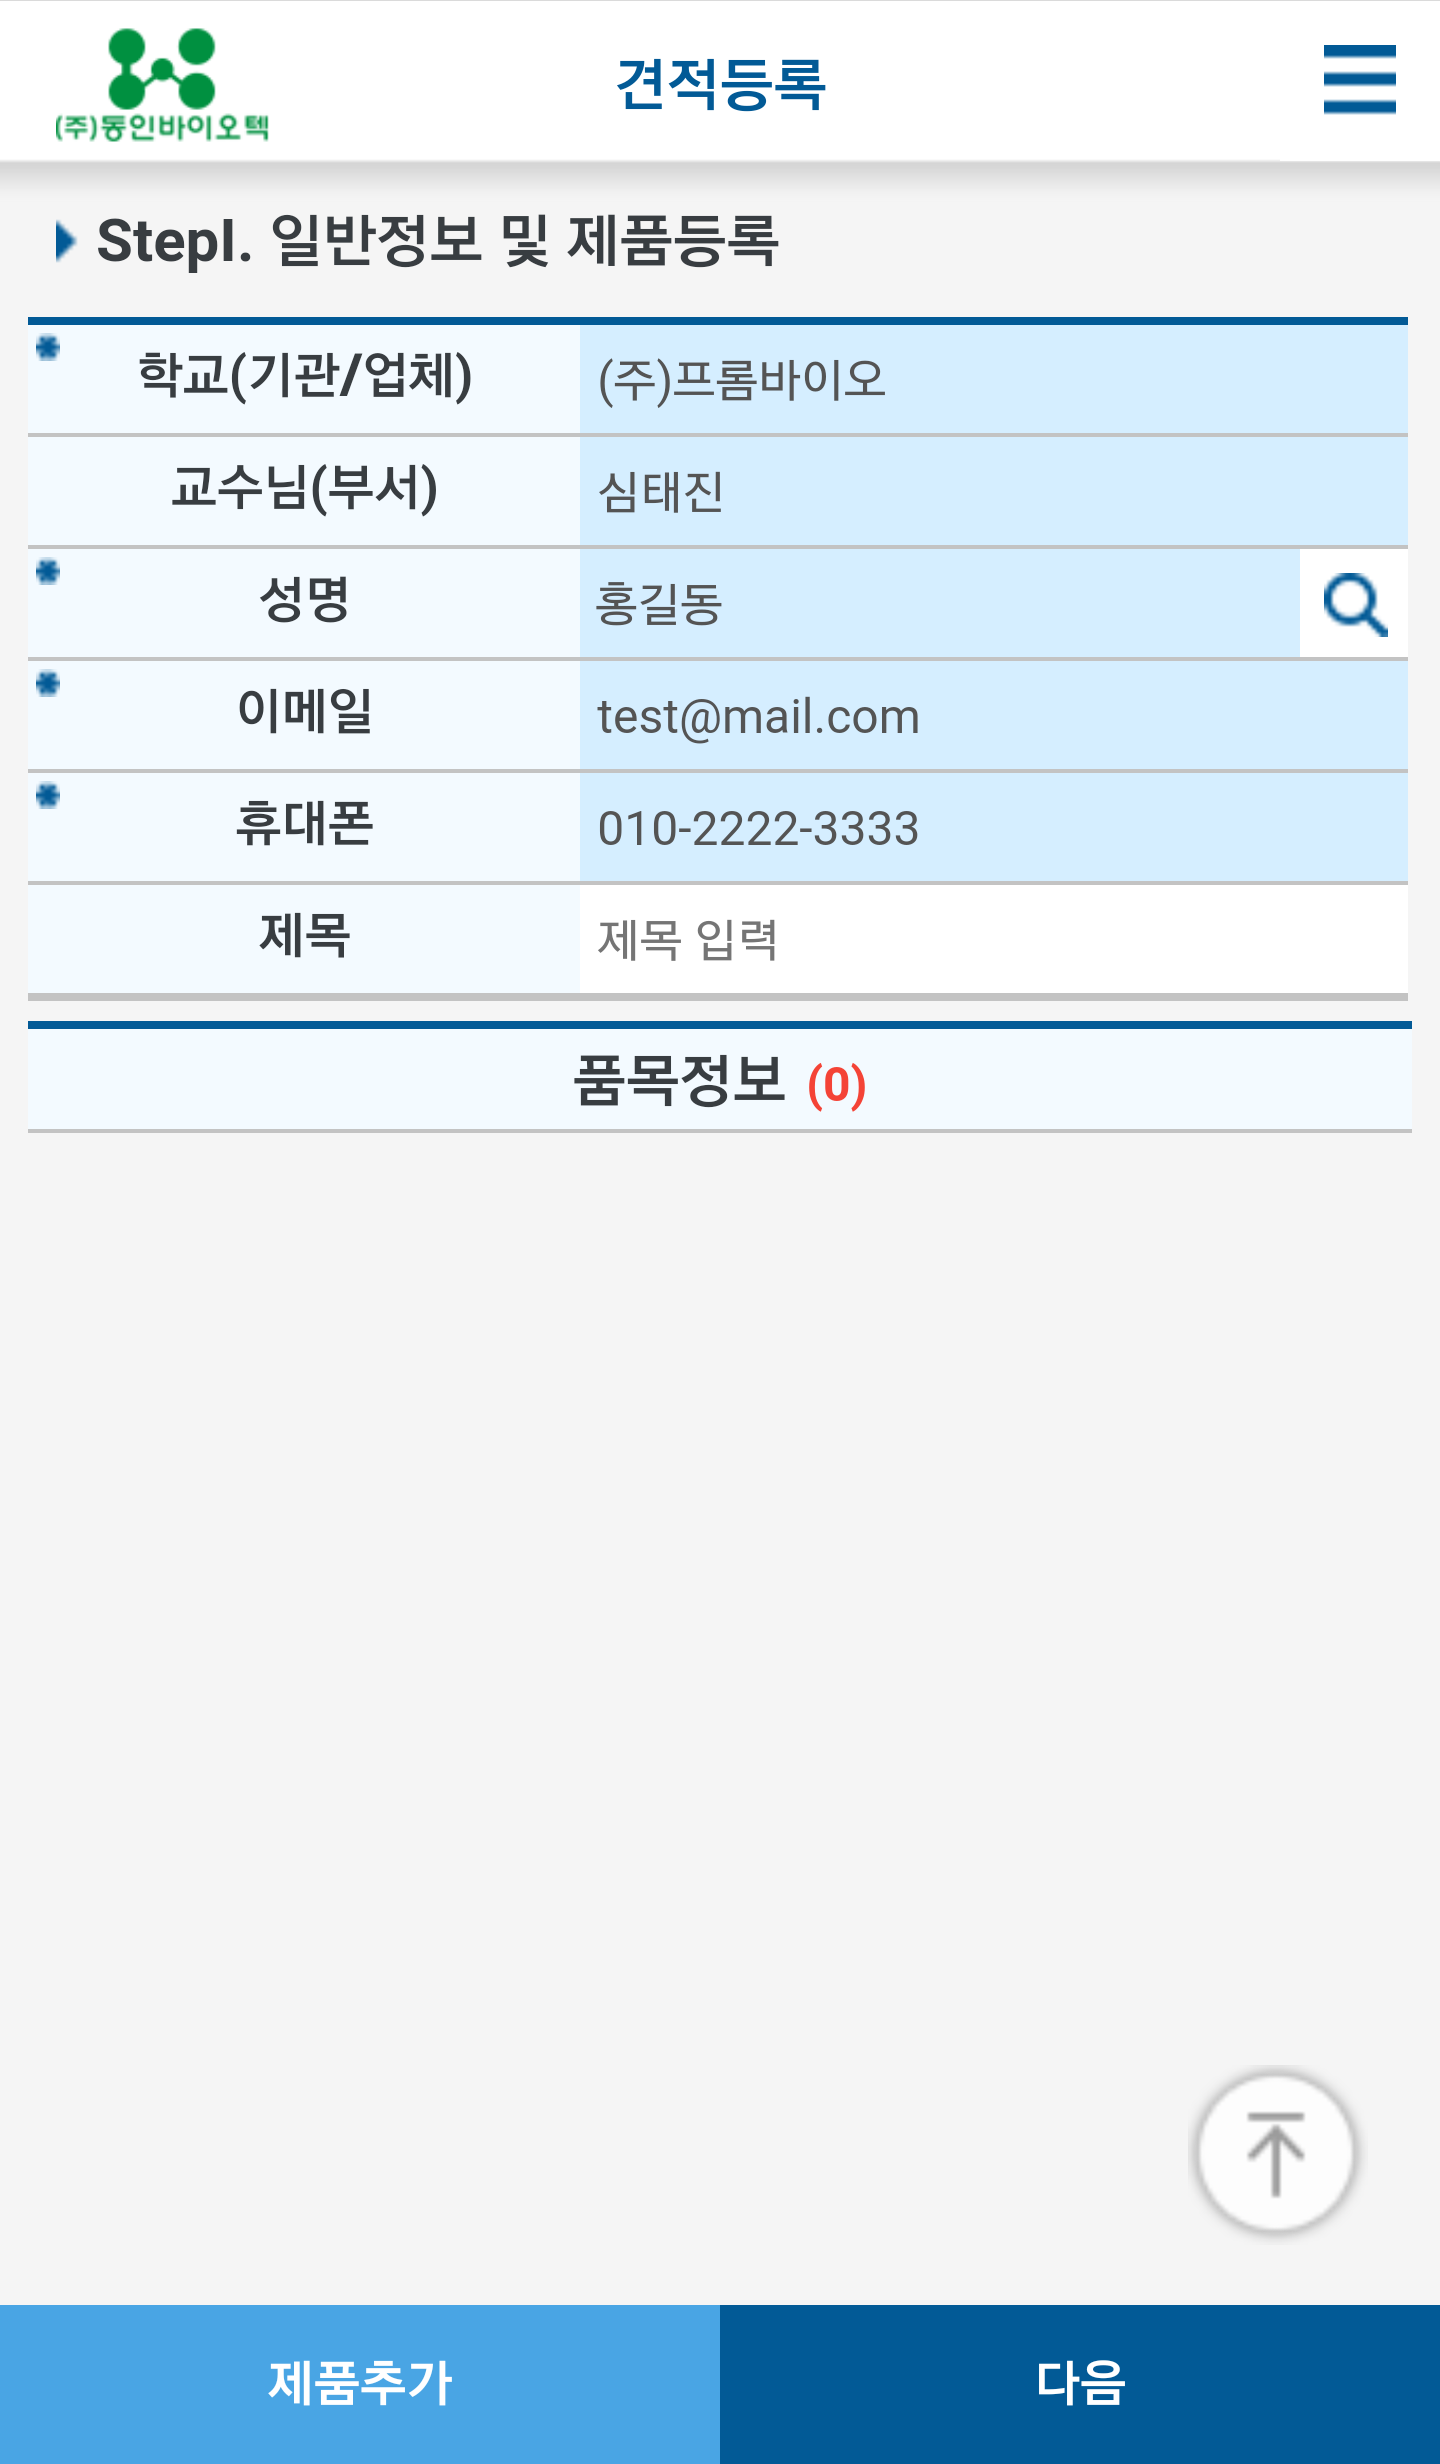 (주)동인바이오텍
견적등록
StepI. 일반정보 및 제품등록
학교(기관/업체) (주)프롬바이오
교수님(부서) 심태진
성명 홍길동
이메일 test@mail.com
휴대폰 010-2222-3333
제목 제목 입력
품목정보 (0)
제품추가 다음